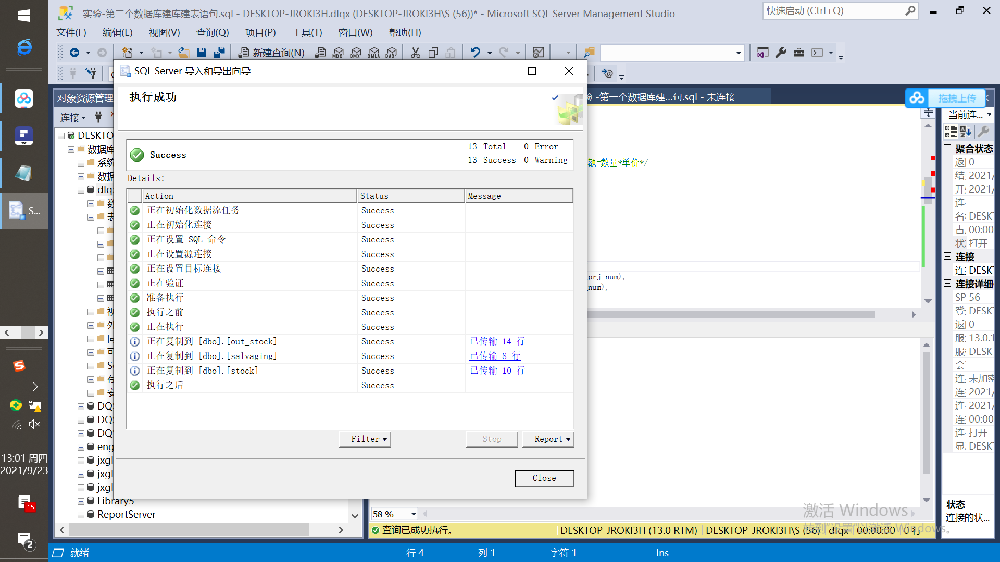 实验-第二个数据库建库建表语句.sql - DESKTOP-JROKI3H.dlqx (DESKTOP-JROKI3H\S (56))* - Microsoft SQL Server Management Studio
快速启动 (Ctrl+Q)
文件(F) 编辑(E) 视图(V) 查询(Q) 项目(P) 工具(T) 窗口(W) 帮助(H)
新建查询(N) MDX DMX XMLA DAX
SQL Server 导入和导出向导
执行成功
Success
13 Total 0 Error
13 Success 0 Warning
Details:
Action Status Message
正在初始化数据流任务 Success
正在初始化连接 Success
正在设置 SQL 命令 Success
正在设置源连接 Success
正在设置目标连接 Success
正在验证 Success
准备执行 Success
执行之前 Success
正在执行 Success
正在复制到 [dbo].[out_stock] Success 已传输 14 行
正在复制到 [dbo].[salvaging] Success 已传输 8 行
正在复制到 [dbo].[stock] Success 已传输 10 行
执行之后 Success
Filter Stop Report
Close
对象资源管理
连接
DESKTO
数据库
系统
数据
dlq
数
表
视
外
同
可
S
存
安
DQ
DQ
DQ
eng
jxgl
jxgl
jxgl
Library5
ReportServer
验 -第一个数据库建...句.sql - 未连接
额=数量*单价*/
prj_num),
_num),
拖拽上传
当前连...
聚合状态
返 0
结 2021/
开 2021/
连
名 DESK
占 00:00
状 打开
连接
连 DESK
连接详细
SP 56
登 DESK
返 0
服 13.0.1
服 DESK
会
连 未加密
连 2021/
连 2021/
连 00:00
连 打开
显 DESK
状态
连接的状...
激活 Windows
转到“设置”以激活 Windows。
58 %
查询已成功执行。 DESKTOP-JROKI3H (13.0 RTM) DESKTOP-JROKI3H\S (56) dlqx 00:00:00 0 行
就绪 行 4 列 1 字符 1 Ins
S...
13:01 周四
2021/9/23
16
2